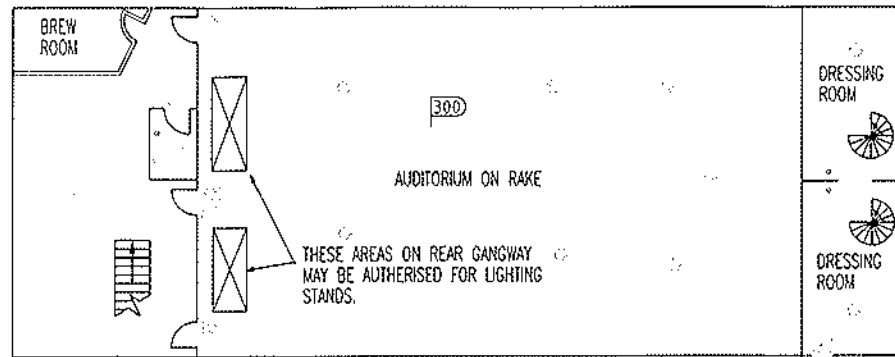 BREW
ROOM
300
AUDITORIUM ON RAKE
THESE AREAS ON REAR GANGWAY
MAY BE AUTHERISED FOR LIGHTING
STANDS.
DRESSING
ROOM
DRESSING
ROOM